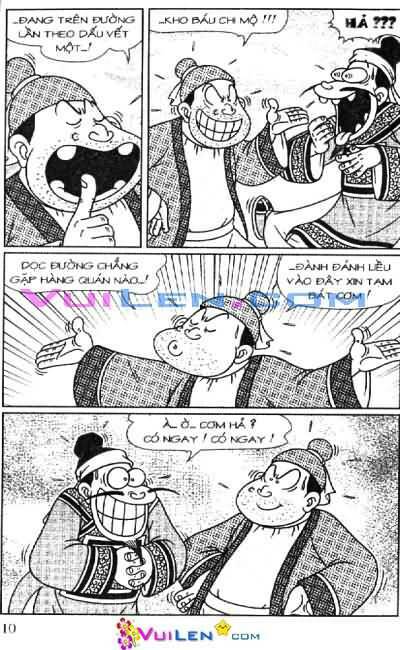 ..ĐANG TRÊN ĐƯỜNG
LẦN THEO DẤU VẾT
MỘT..!
..KHO BÁU CHI MỘ !!!
HẢ ???
DỌC ĐƯỜNG CHẲNG
GẶP HÀNG QUÁN NÀO..!
..ĐÀNH ĐÁNH LIỀU
VÀO ĐÂY XIN TẠM
BÁT CƠM!
VUILEN.COM
À... Ờ... CƠM HẢ ?
CÓ NGAY ! CÓ NGAY !
10
VUILEN.COM